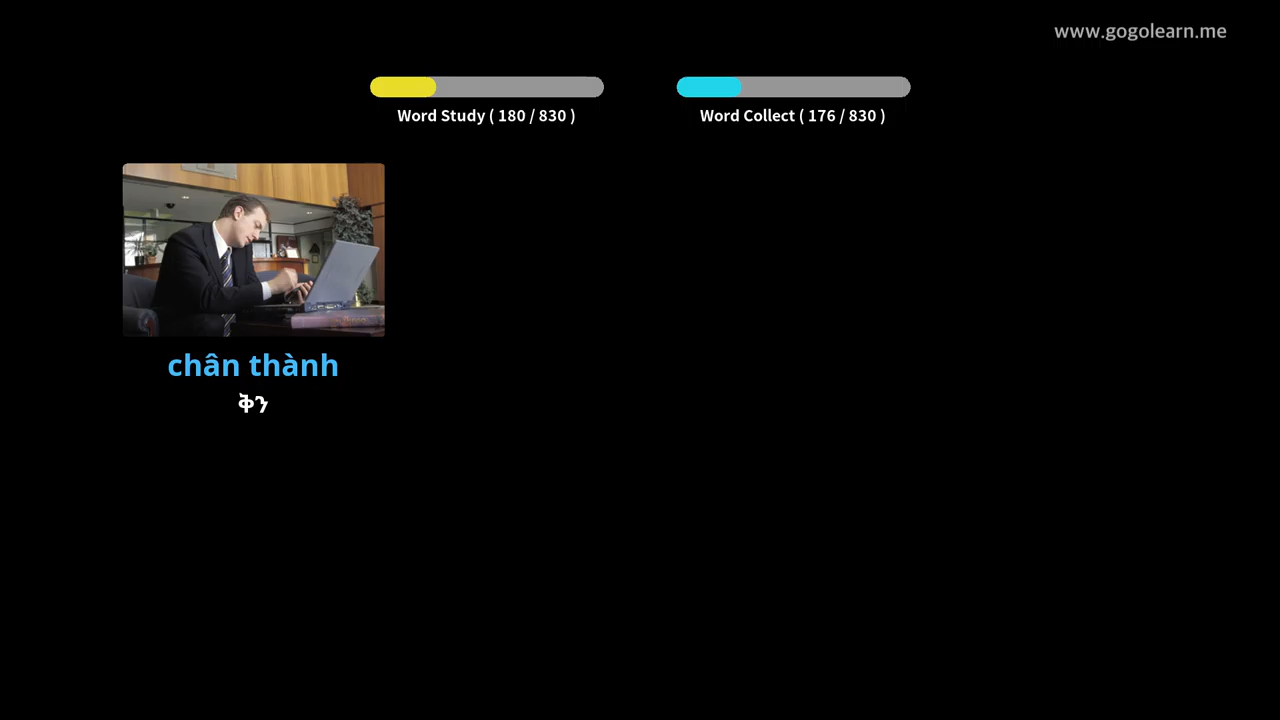 www.gogolearn.me
Word Study ( 180 / 830 )
Word Collect ( 176 / 830 )
chân thành
ቅን